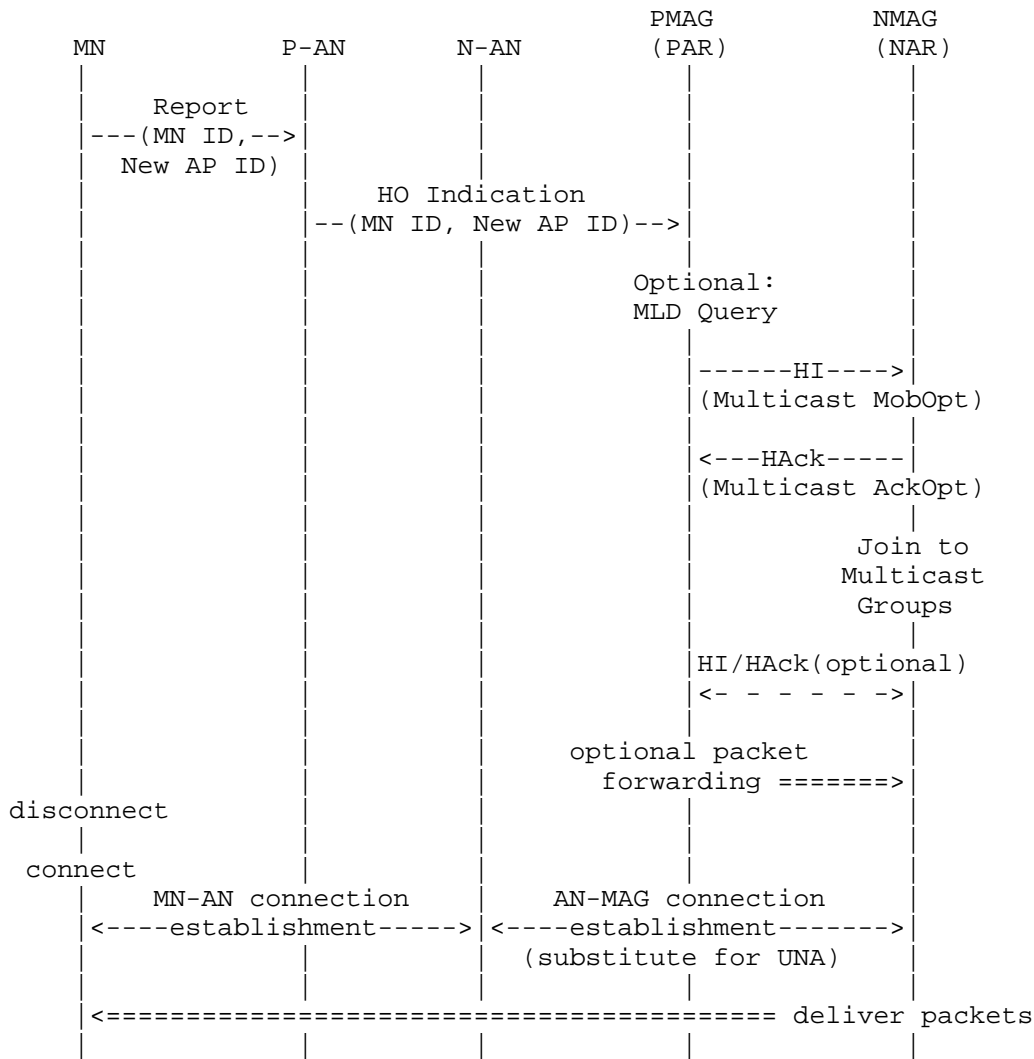 PMAG NMAG
MN P-AN N-AN (PAR) (NAR)
Report
---(MN ID,-->
New AP ID)
HO Indication
--(MN ID, New AP ID)-->
Optional:
MLD Query
------HI---->
(Multicast MobOpt)
<---HAck-----
(Multicast AckOpt)
Join to
Multicast
Groups
HI/HAck(optional)
<- - - - - ->
optional packet
forwarding =======>
disconnect
connect
MN-AN connection AN-MAG connection
<----establishment-----> <----establishment------->
(substitute for UNA)
<========================================== deliver packets